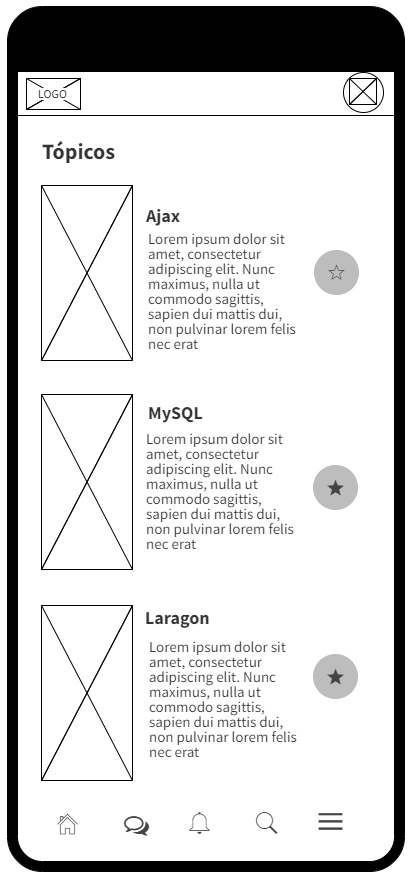 LOGO
Tópicos
Ajax
Lorem ipsum dolor sit
amet, consectetur
adipiscing elit. Nunc
maximus, nulla ut
commodo sagittis,
sapien dui mattis dui,
non pulvinar lorem felis
nec erat
MySQL
Lorem ipsum dolor sit
amet, consectetur
adipiscing elit. Nunc
maximus, nulla ut
commodo sagittis,
sapien dui mattis dui,
non pulvinar lorem felis
nec erat
Laragon
Lorem ipsum dolor sit
amet, consectetur
adipiscing elit. Nunc
maximus, nulla ut
commodo sagittis,
sapien dui mattis dui,
non pulvinar lorem felis
nec erat